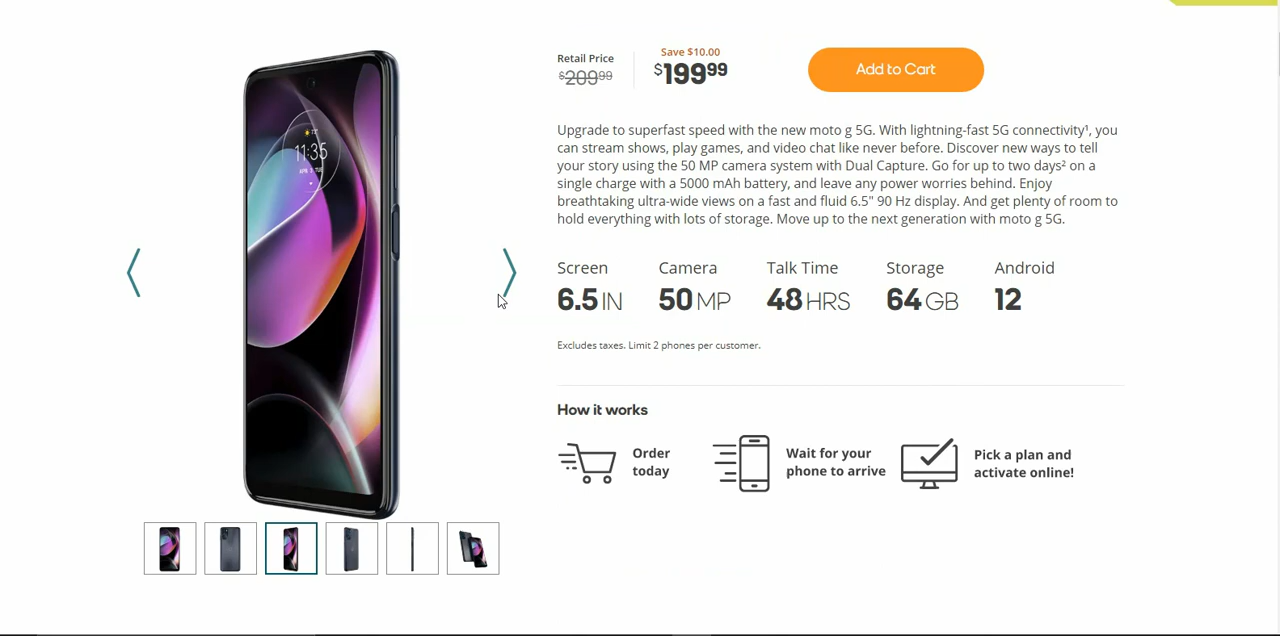 Retail Price
$209.99
Save $10.00
$199.99
Add to Cart
Upgrade to superfast speed with the new moto g 5G. With lightning-fast 5G connectivity¹, you
can stream shows, play games, and video chat like never before. Discover new ways to tell
your story using the 50 MP camera system with Dual Capture. Go for up to two days² on a
single charge with a 5000 mAh battery, and leave any power worries behind. Enjoy
breathtaking ultra-wide views on a fast and fluid 6.5" 90 Hz display. And get plenty of room to
hold everything with lots of storage. Move up to the next generation with moto g 5G.
Screen
6.5 IN
Camera
50 MP
Talk Time
48 HRS
Storage
64 GB
Android
12
Excludes taxes. Limit 2 phones per customer.
How it works
Order
today
Wait for your
phone to arrive
Pick a plan and
activate online!
11:35